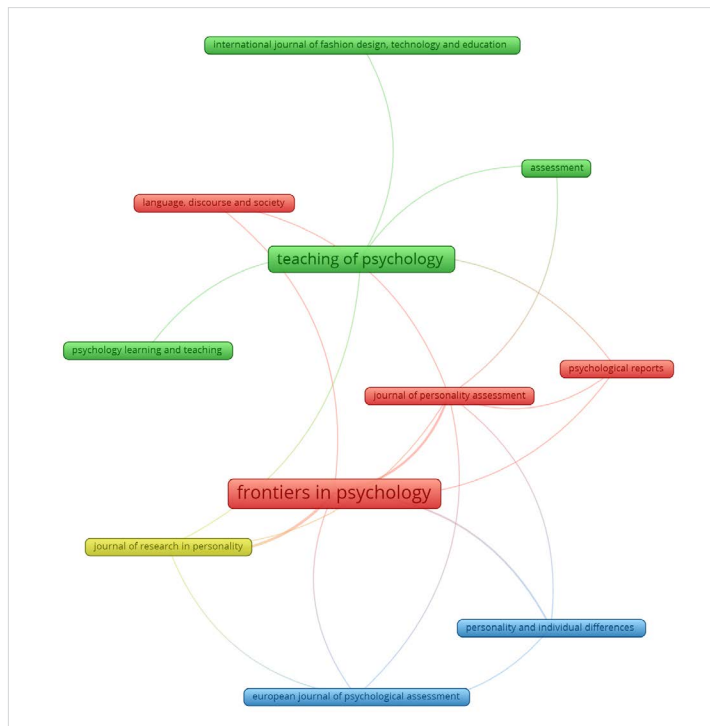 international journal of fashion design, technology and education
assessment
language, discourse and society
teaching of psychology
psychology learning and teaching
psychological reports
journal of personality assessment
frontiers in psychology
journal of research in personality
personality and individual differences
european journal of psychological assessment